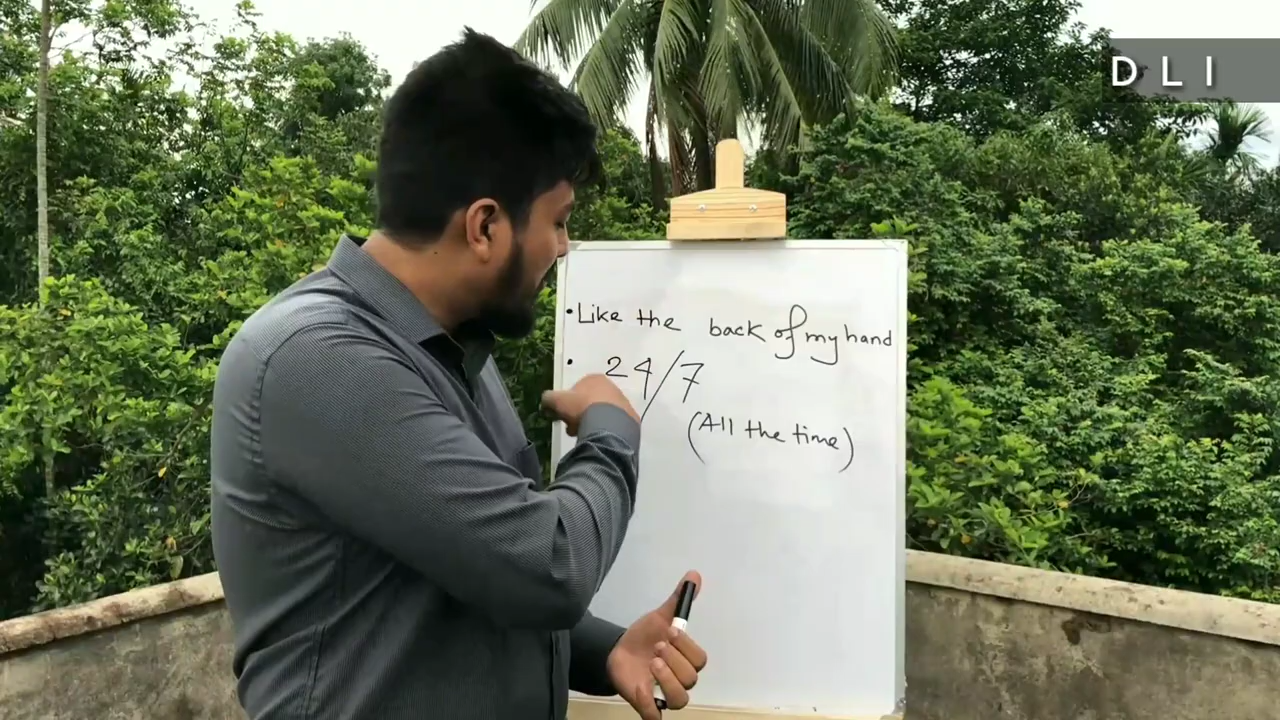 D L I
• Like the back of my hand
• 24/7
(All the time)